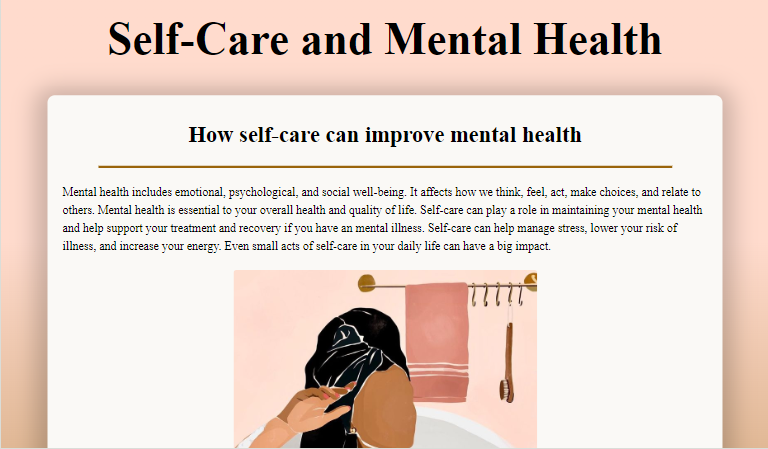 Self-Care and Mental Health
How self-care can improve mental health
Mental health includes emotional, psychological, and social well-being. It affects how we think, feel, act, make choices, and relate to
others. Mental health is essential to your overall health and quality of life. Self-care can play a role in maintaining your mental health
and help support your treatment and recovery if you have an mental illness. Self-care can help manage stress, lower your risk of
illness, and increase your energy. Even small acts of self-care in your daily life can have a big impact.